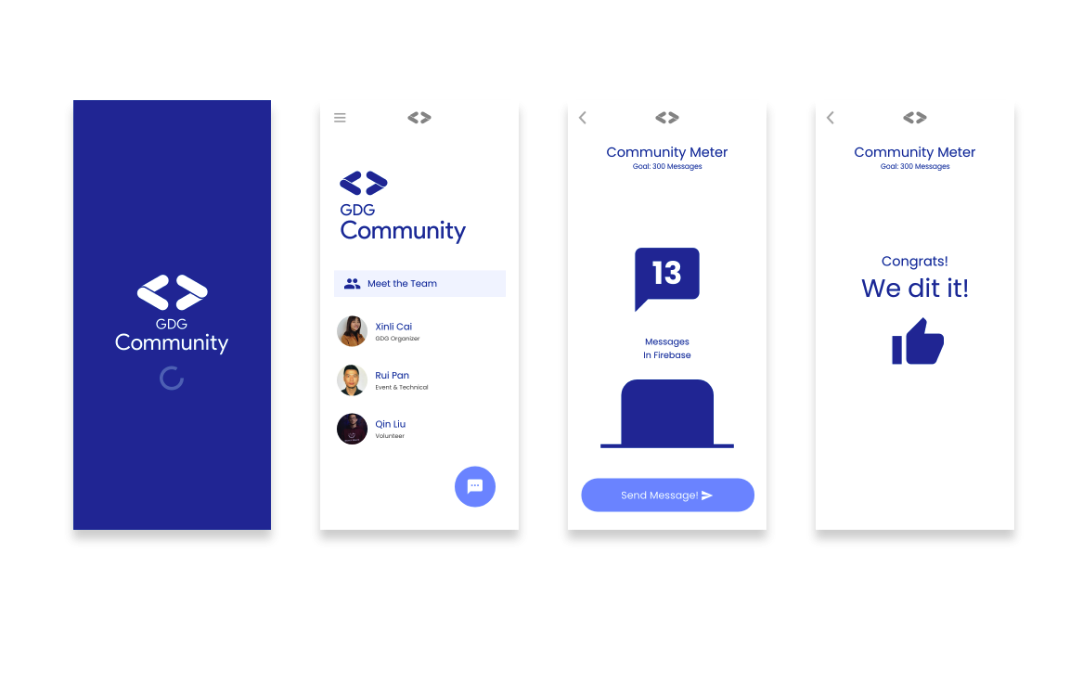 GDG
Community
GDG
Community
Meet the Team
Xinli Cai
GDG Organizer
Rui Pan
Event & Technical
Qin Liu
Volunteer
Community Meter
Goal: 300 Messages
13
Messages
In Firebase
Send Message!
Community Meter
Goal: 300 Messages
Congrats!
We dit it!